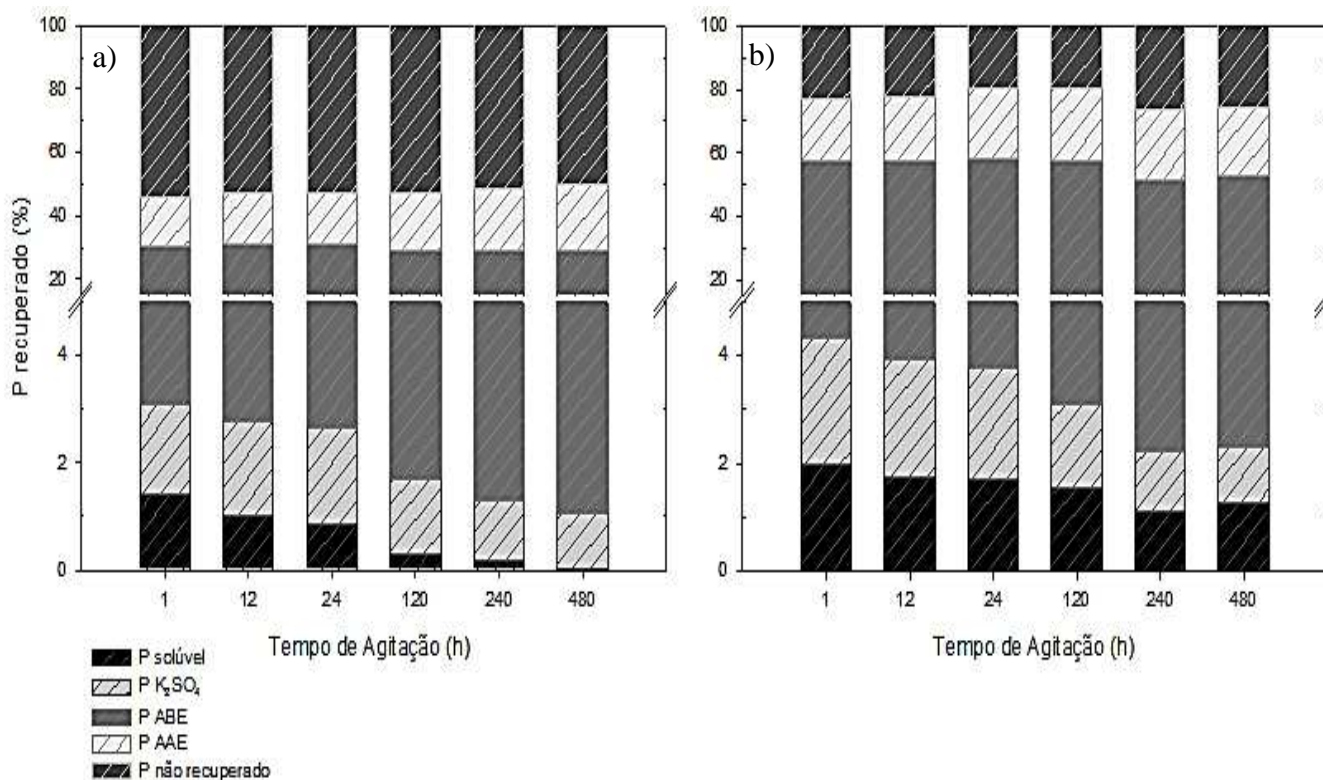 a)
P recuperado (%)
100
80
60
40
20
4
2
0
1 12 24 120 240 480
Tempo de Agitação (h)
b)
100
80
60
40
20
4
2
0
1 12 24 120 240 480
Tempo de Agitação (h)
P solúvel
P K₂SO₄
P ABE
P AAE
P não recuperado